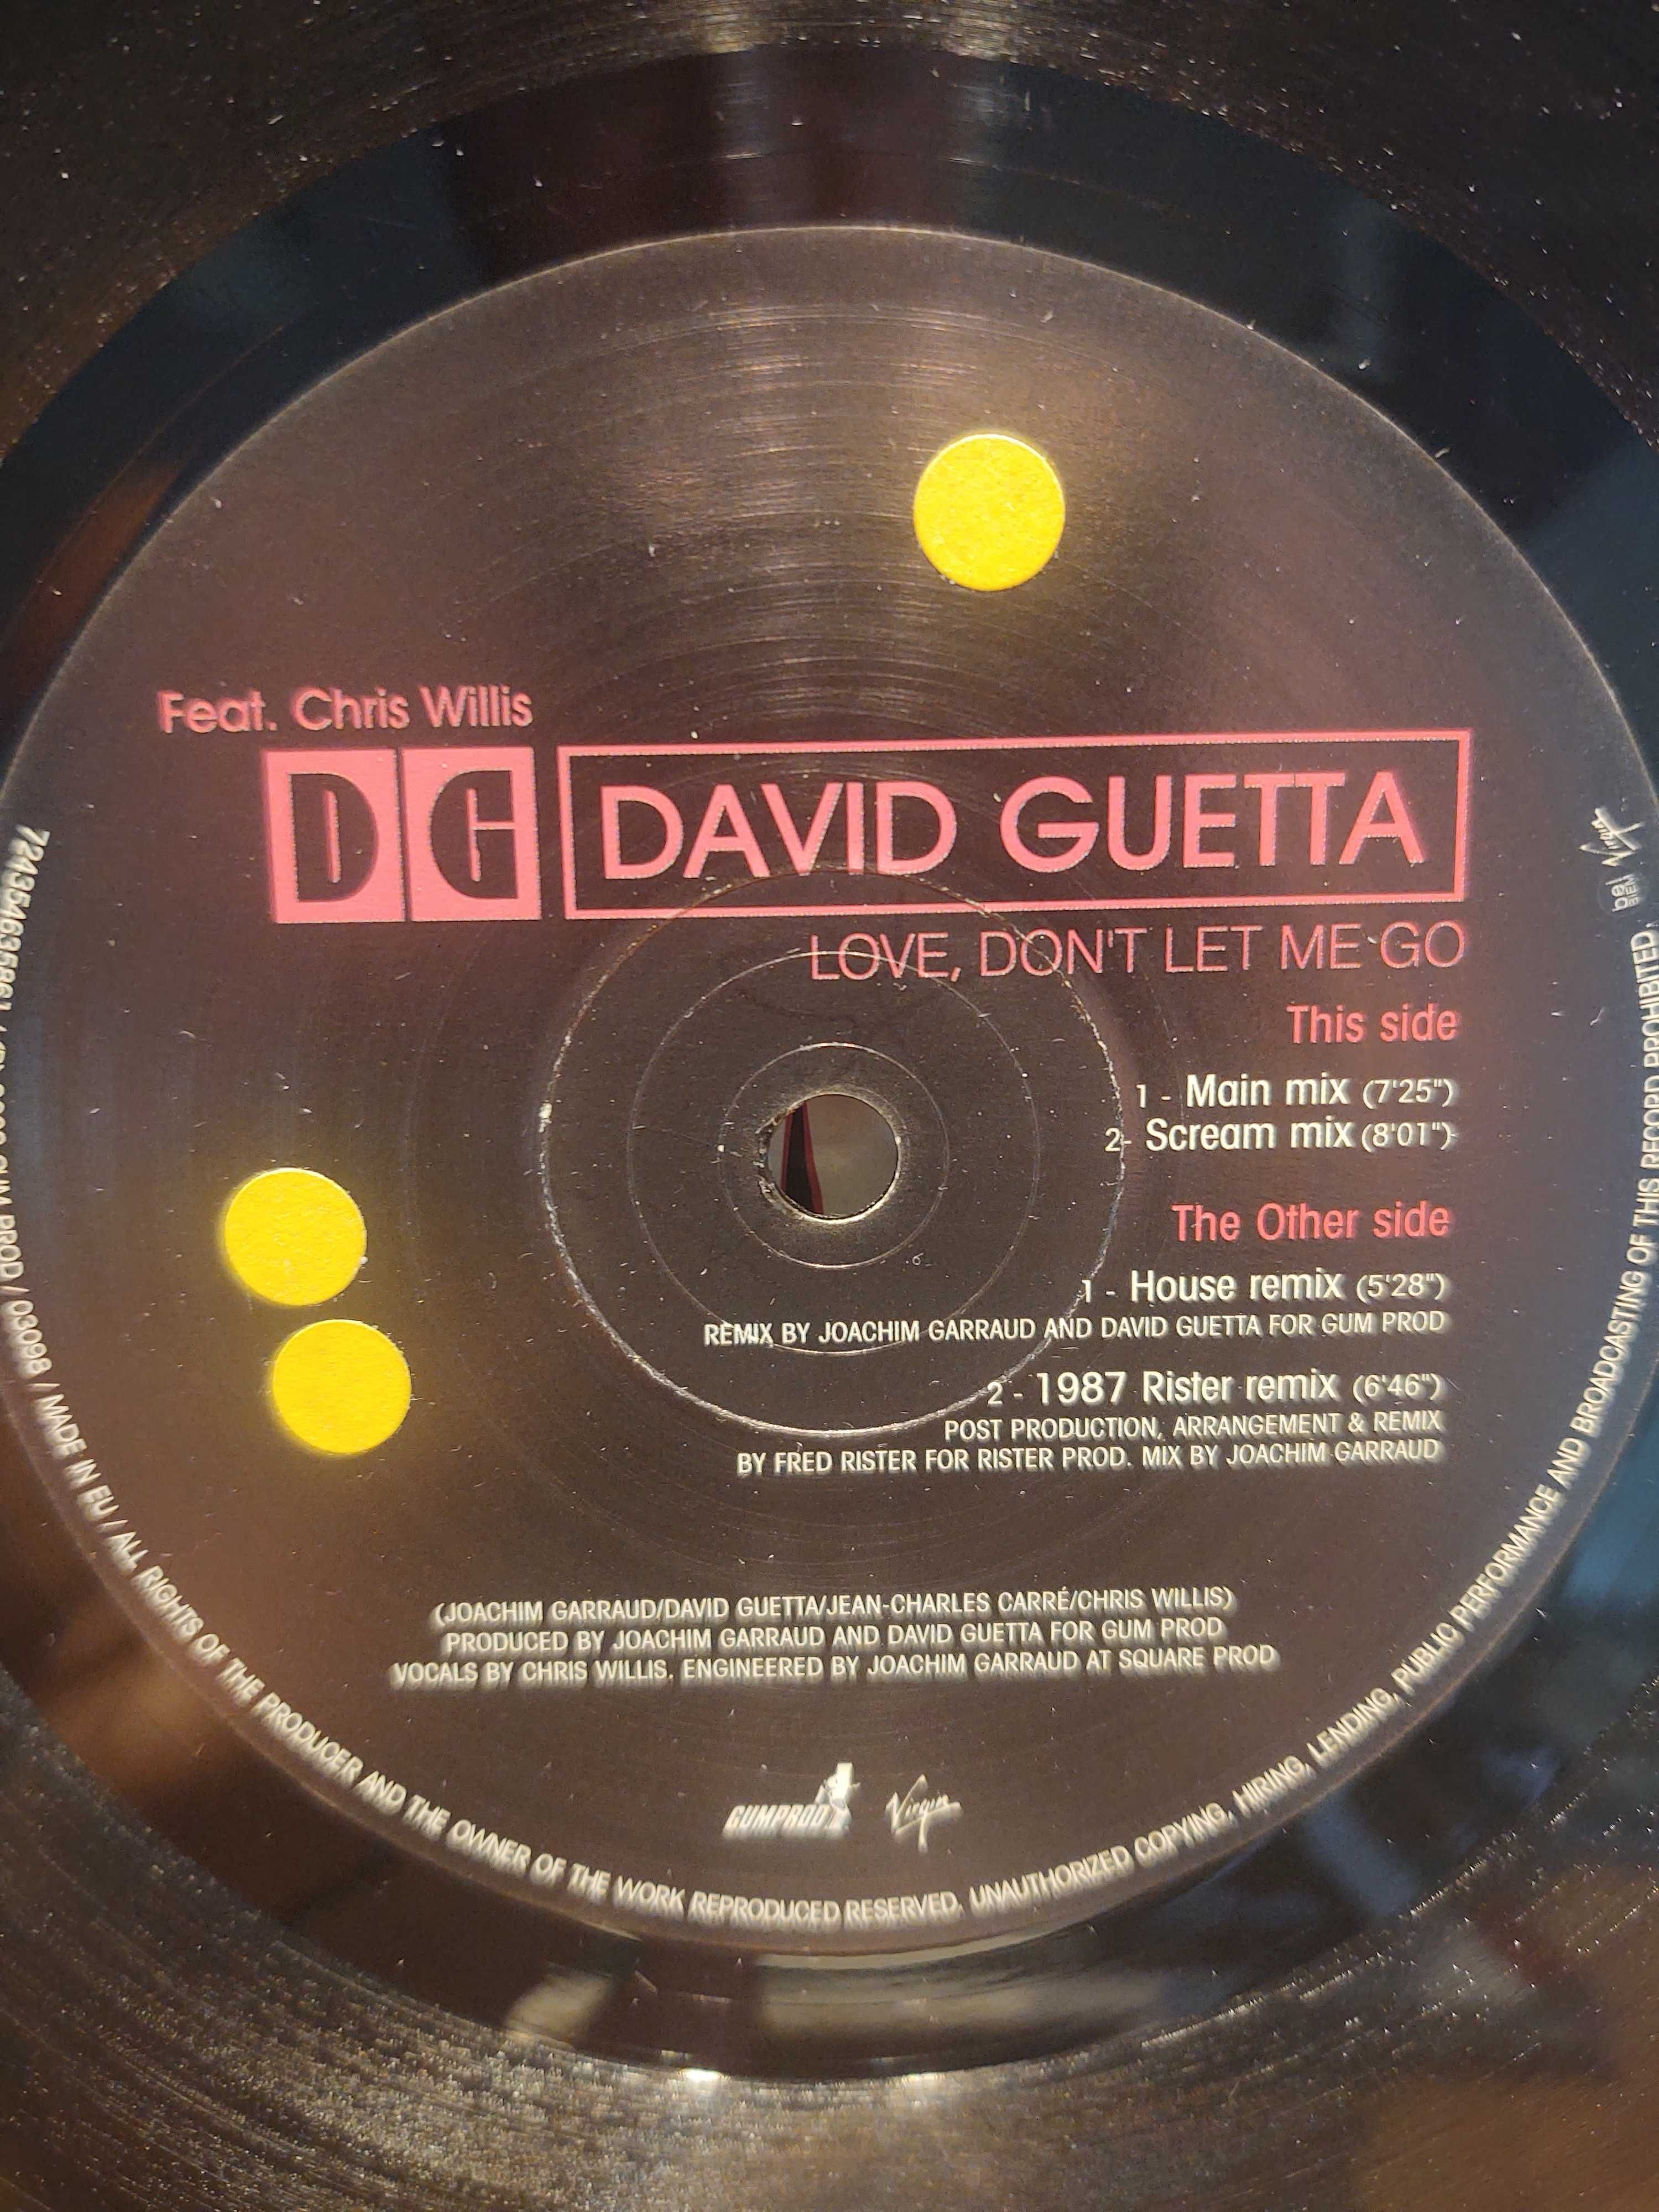 Feat. Chris Willis
DG DAVID GUETTA
LOVE, DON'T LET ME GO
This side
1 - Main mix (7'25")
2- Scream mix (8'01")
The Other side
1 - House remix (5'28")
REMIX BY JOACHIM GARRAUD AND DAVID GUETTA FOR GUM PROD
2 - 1987 Rister remix (6'46")
POST PRODUCTION, ARRANGEMENT & REMIX
BY FRED RISTER FOR RISTER PROD. MIX BY JOACHIM GARRAUD
(JOACHIM GARRAUD/DAVID GUETTA/JEAN-CHARLES CARRÉ/CHRIS WILLIS)
PRODUCED BY JOACHIM GARRAUD AND DAVID GUETTA FOR GUM PROD
VOCALS BY CHRIS WILLIS. ENGINEERED BY JOACHIM GARRAUD AT SQUARE PROD
GUMPROD Virgin
GUM PROD / 03098 / MADE IN EU / ALL RIGHTS OF THE PRODUCER AND THE OWNER OF THE WORK REPRODUCED RESERVED. UNAUTHORIZED COPYING, HIRING, LENDING, PUBLIC PERFORMANCE AND BROADCASTING OF THIS RECORD PROHIBITED.
biel BIEM Virgin